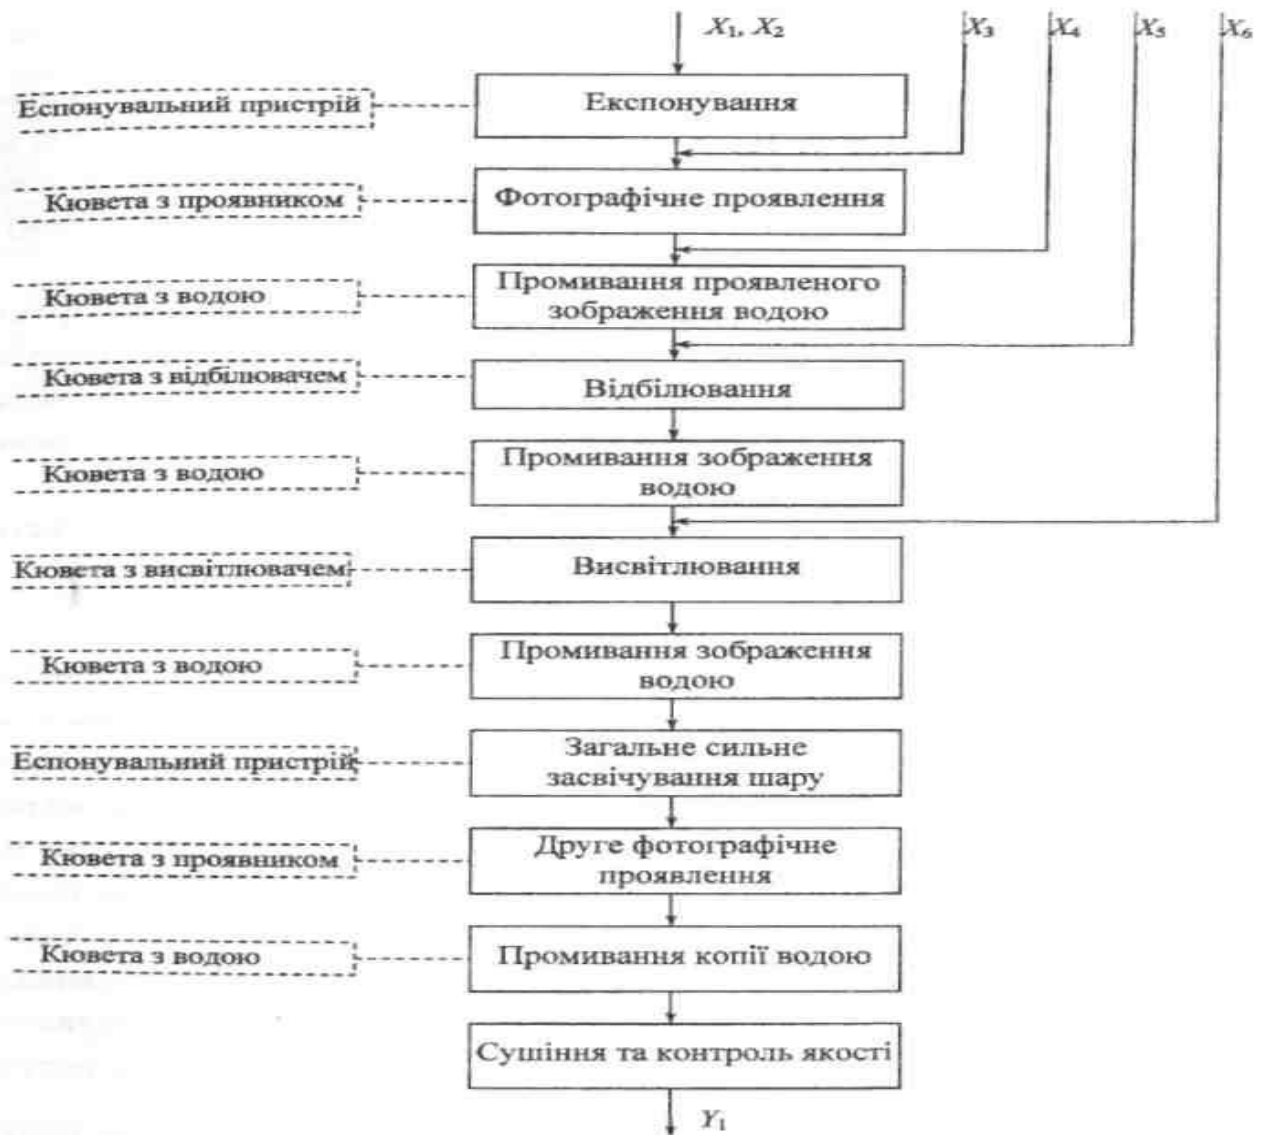 X₁, X₂ X₃ X₄ X₅ X₆
Еспонувальний пристрій
Експонування
Кювета з проявником
Фотографічне проявлення
Кювета з водою
Промивання проявленого
зображення водою
Кювета з відбілювачем
Відбілювання
Кювета з водою
Промивання зображення
водою
Кювета з висвітлювачем
Висвітлювання
Кювета з водою
Промивання зображення
водою
Еспонувальний пристрій
Загальне сильне
засвічування шару
Кювета з проявником
Друге фотографічне
проявлення
Кювета з водою
Промивання копії водою
Сушіння та контроль якості
Y₁